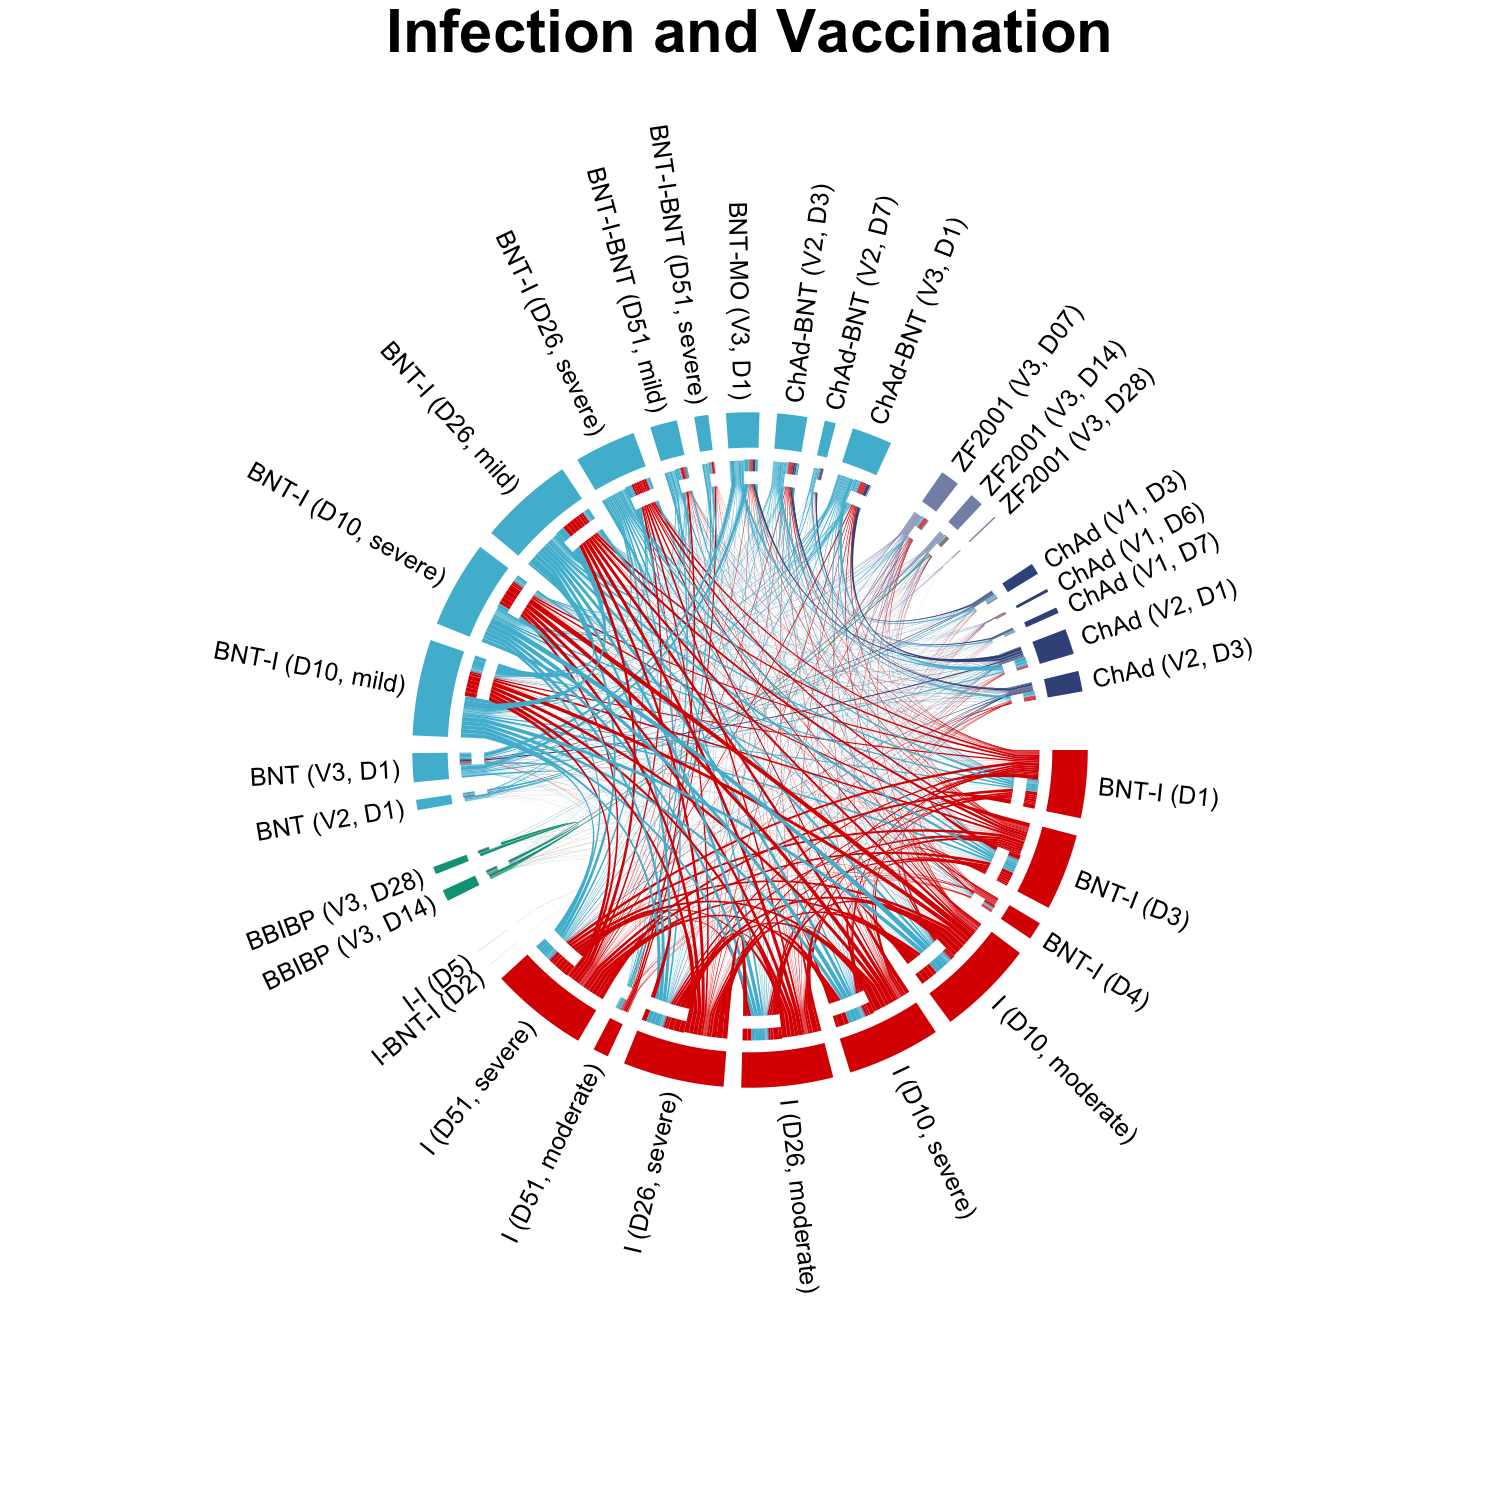 Infection and Vaccination
BNT-I-BNT (D51, severe)
BNT-MO (V3, D1)
ChAd-BNT (V2, D3)
ChAd-BNT (V2, D7)
ChAd-BNT (V3, D1)
ZF2001 (V3, D07)
ZF2001 (V3, D14)
ZF2001 (V3, D28)
ChAd (V1, D3)
ChAd (V1, D6)
ChAd (V1, D7)
ChAd (V2, D1)
ChAd (V2, D3)
BNT-I (D1)
BNT-I (D3)
BNT-I (D4)
I (D10, moderate)
I (D10, severe)
I (D26, moderate)
I (D26, severe)
I (D51, moderate)
I (D51, severe)
I-BNT-I (D2)
I-I (D5)
BBIBP (V3, D14)
BBIBP (V3, D28)
BNT (V2, D1)
BNT (V3, D1)
BNT-I (D10, mild)
BNT-I (D10, severe)
BNT-I (D26, mild)
BNT-I (D26, severe)
BNT-I-BNT (D51, mild)